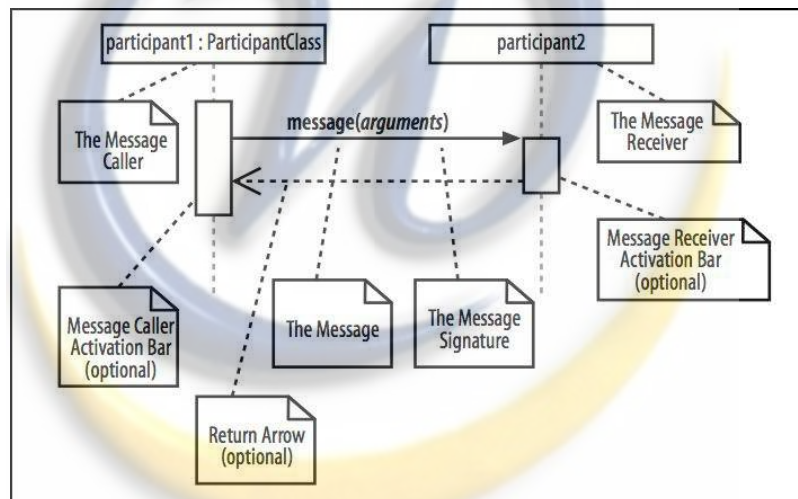 participant1 : ParticipantClass
participant2
The Message
Caller
message(arguments)
The Message
Receiver
Message Receiver
Activation Bar
(optional)
Message Caller
Activation Bar
(optional)
The Message
The Message
Signature
Return Arrow
(optional)